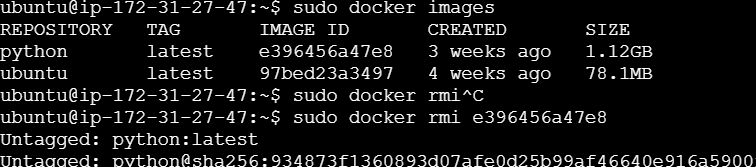 ubuntu@ip-172-31-27-47:~$ sudo docker images
REPOSITORY TAG IMAGE ID CREATED SIZE
python latest e396456a47e8 3 weeks ago 1.12GB
ubuntu latest 97bed23a3497 4 weeks ago 78.1MB
ubuntu@ip-172-31-27-47:~$ sudo docker rmi^C
ubuntu@ip-172-31-27-47:~$ sudo docker rmi e396456a47e8
Untagged: python:latest
Untagged: python@sha256:934873f1360893d07afe0d25b99af46640e916a5900